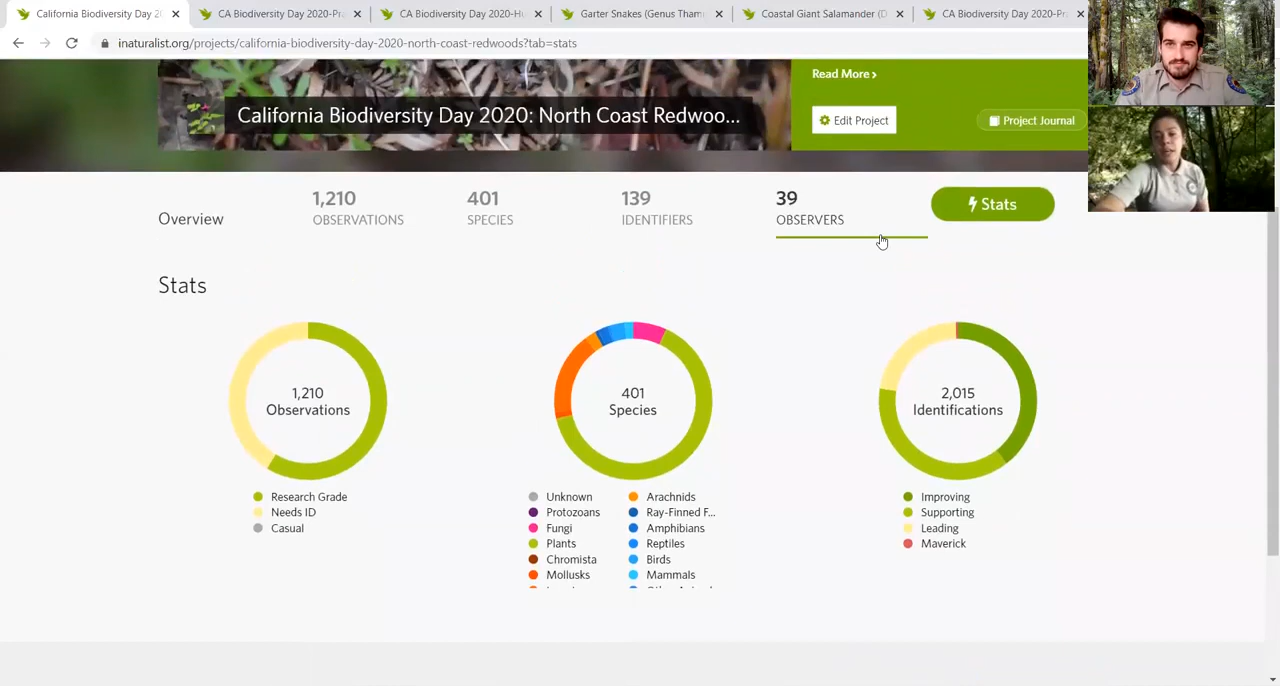 California Biodiversity Day 2020
CA Biodiversity Day 2020-Pra
CA Biodiversity Day 2020-Hu
Garter Snakes (Genus Tham
Coastal Giant Salamander (D
CA Biodiversity Day 2020-Pr
inaturalist.org/projects/california-biodiversity-day-2020-north-coast-redwoods?tab=stats
Read More ›
California Biodiversity Day 2020: North Coast Redwoo...
Edit Project
Project Journal
Overview
1,210
OBSERVATIONS
401
SPECIES
139
IDENTIFIERS
39
OBSERVERS
Stats
Stats
1,210
Observations
401
Species
2,015
Identifications
Research Grade
Needs ID
Casual
Unknown
Protozoans
Fungi
Plants
Chromista
Mollusks
Arachnids
Ray-Finned F...
Amphibians
Reptiles
Birds
Mammals
Improving
Supporting
Leading
Maverick